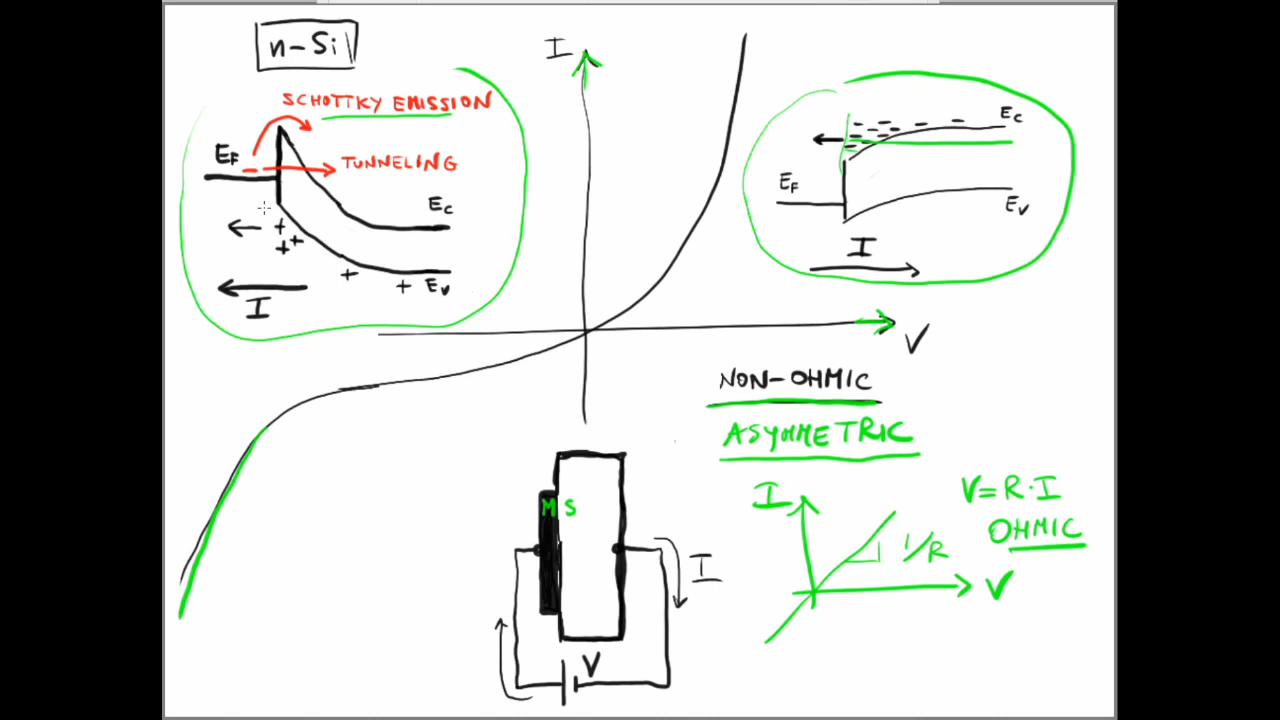 n-Si
SCHOTTKY EMISSION
EF
TUNNELING
EC
EV
I
I
V
EC
EF
EV
I
NON-OHMIC
ASYMMETRIC
M S
I
V
I
V=R·I
OHMIC
1/R
V